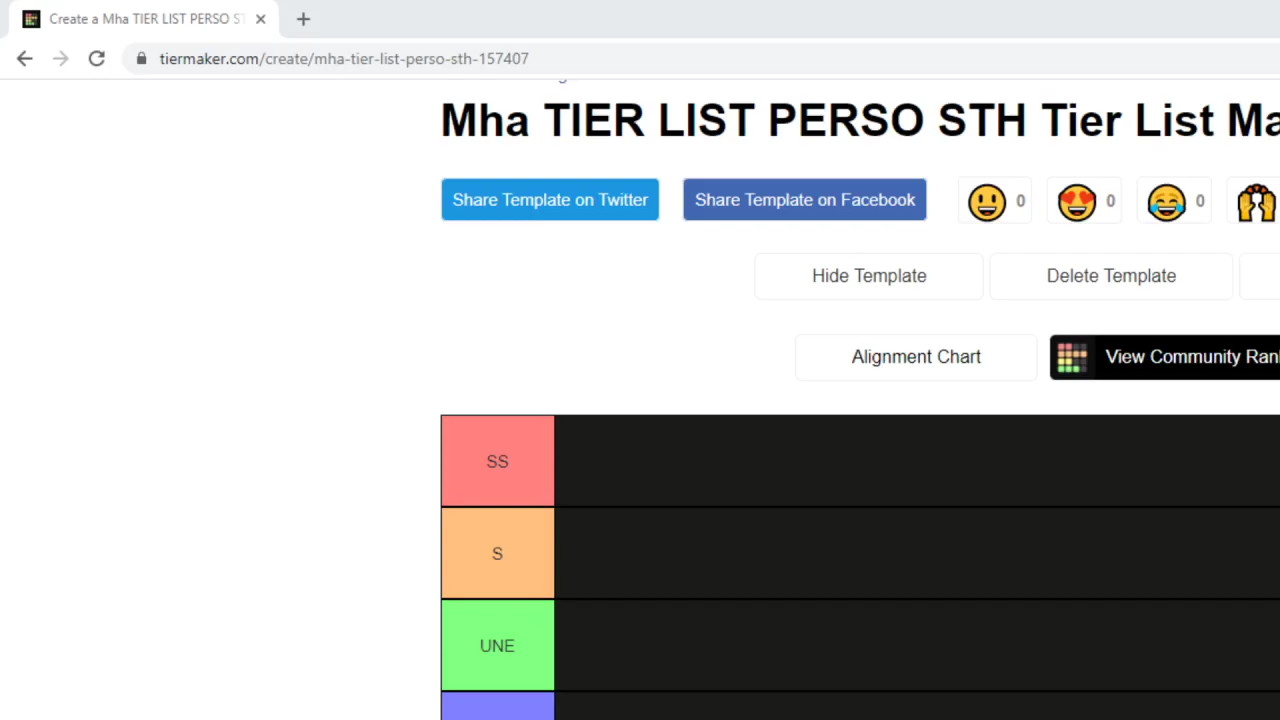 Create a Mha TIER LIST PERSO ST
tiermaker.com/create/mha-tier-list-perso-sth-157407
Mha TIER LIST PERSO STH Tier List Ma
Share Template on Twitter
Share Template on Facebook
0
0
0
Hide Template
Delete Template
Alignment Chart
View Community Ran
SS
S
UNE